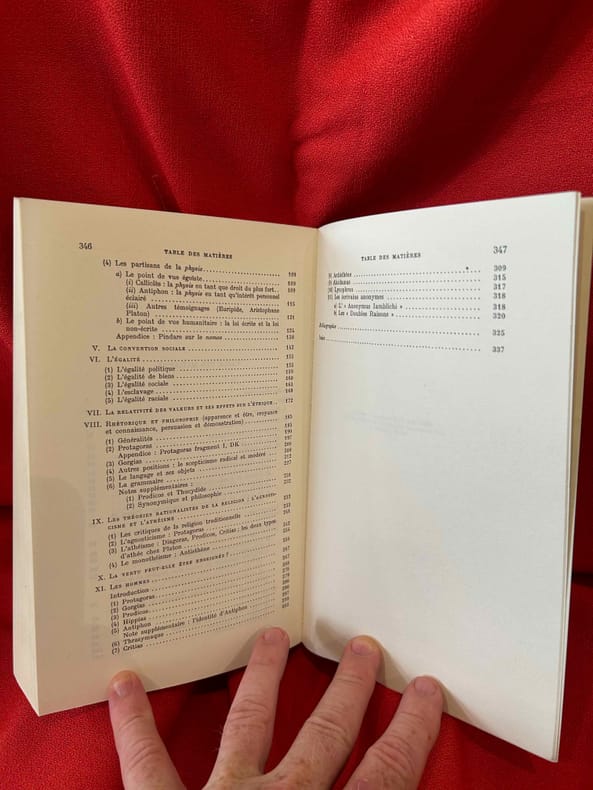 346
TABLE DES MATIÈRES
(4) Les partisans de la physis
a) Le point de vue égoïste
(i) Calliclès : la physis en tant que droit du plus fort..
(ii) Antiphon : la physis en tant qu'intérêt personnel
éclairé
(iii) Autres témoignages (Euripide, Aristophane
Platon)
b) Le point de vue humanitaire : la loi écrite et la loi
non-écrite
Appendice : Pindare sur le nomos
V. LA CONVENTION SOCIALE
VI. L'ÉGALITÉ
(1) L'égalité politique
(2) L'égalité de biens
(3) L'égalité sociale
(4) L'esclavage
(5) L'égalité raciale
VII. LA RELATIVITÉ DES VALEURS ET SES EFFETS SUR L'ÉTHIQUE . 172
VIII. RHÉTORIQUE ET PHILOSOPHIE (apparence et être, croyance
et connaissance, persuasion et démonstration)
(1) Généralités
(2) Protagoras
Appendice : Protagoras fragment I, DK
(3) Gorgias
(4) Autres positions : le scepticisme radical et modéré
(5) Le langage et ses objets
(6) La grammaire
Notes supplémentaires :
(1) Prodicos et Thucydide
(2) Synonymique et philosophie
IX. LES THÉORIES RATIONALISTES DE LA RELIGION : L'AGNOSTI-
CISME ET L'ATHÉISME
(1) Les critiques de la religion traditionnelle
(2) L'agnosticisme : Protagoras
(3) L'athéisme : Diagoras, Prodicos, Critias; les deux types
d'athée chez Platon
(4) Le monothéisme : Antisthène
X. LA VERTU PEUT-ELLE ÊTRE ENSEIGNÉE ?
XI. LES HOMMES
Introduction
(1) Protagoras
(2) Gorgias
(3) Prodicos
(4) Hippias
(5) Antiphon
Note supplémentaire : l'identité d'Antiphon
(6) Thrasymaque
(7) Critias
TABLE DES MATIÈRES
347
Antisthène 309
Alcidamas 315
Lycophron 317
Les écrivains anonymes 318
a) L' « Anonymus Iamblichi » 318
b) Les « Doubles Raisons » 320
Bibliographie 325
Index 337